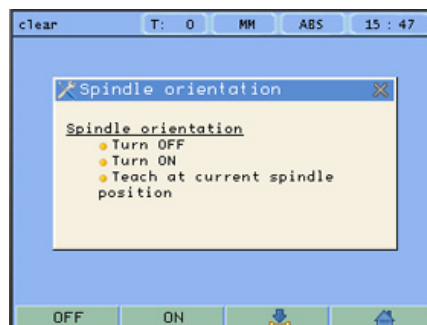 clear T: 0 MM ABS 15 : 47
Spindle orientation
Spindle orientation
Turn OFF
Turn ON
Teach at current spindle
position
OFF ON